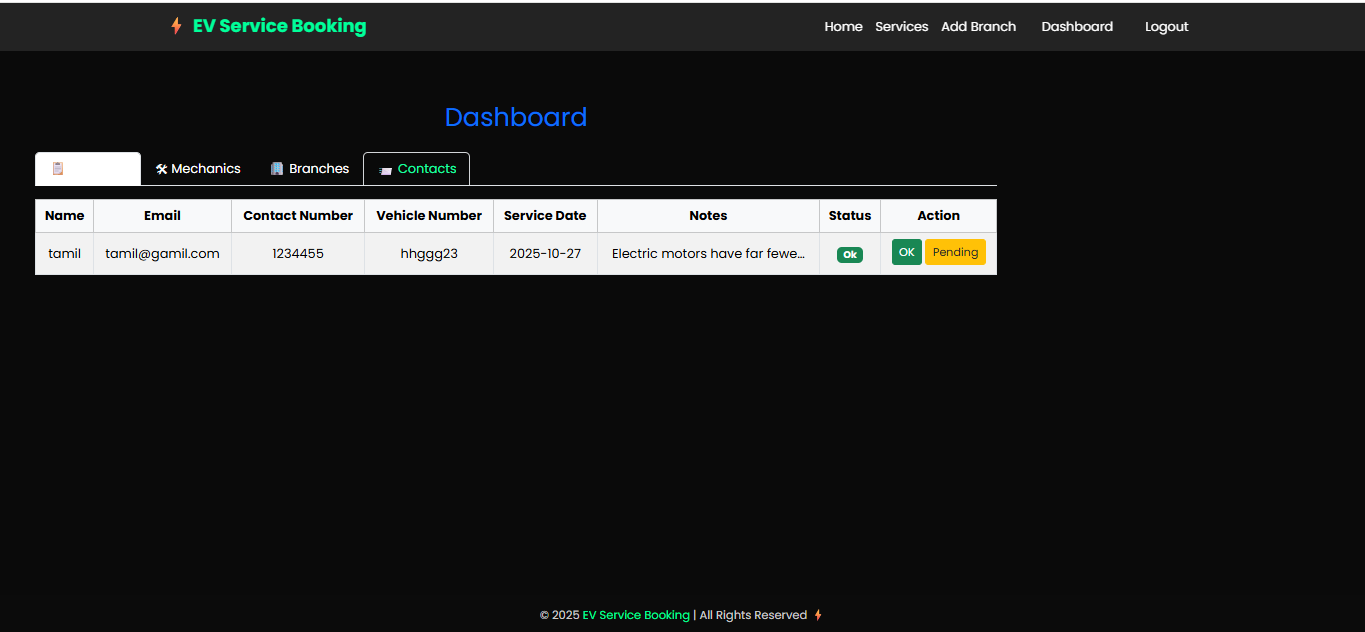 EV Service Booking
Home Services Add Branch Dashboard Logout
Dashboard
Mechanics Branches Contacts
Name Email Contact Number Vehicle Number Service Date Notes Status Action
tamil tamil@gamil.com 1234455 hhggg23 2025-10-27 Electric motors have far fewe... Ok OK Pending
© 2025 EV Service Booking | All Rights Reserved